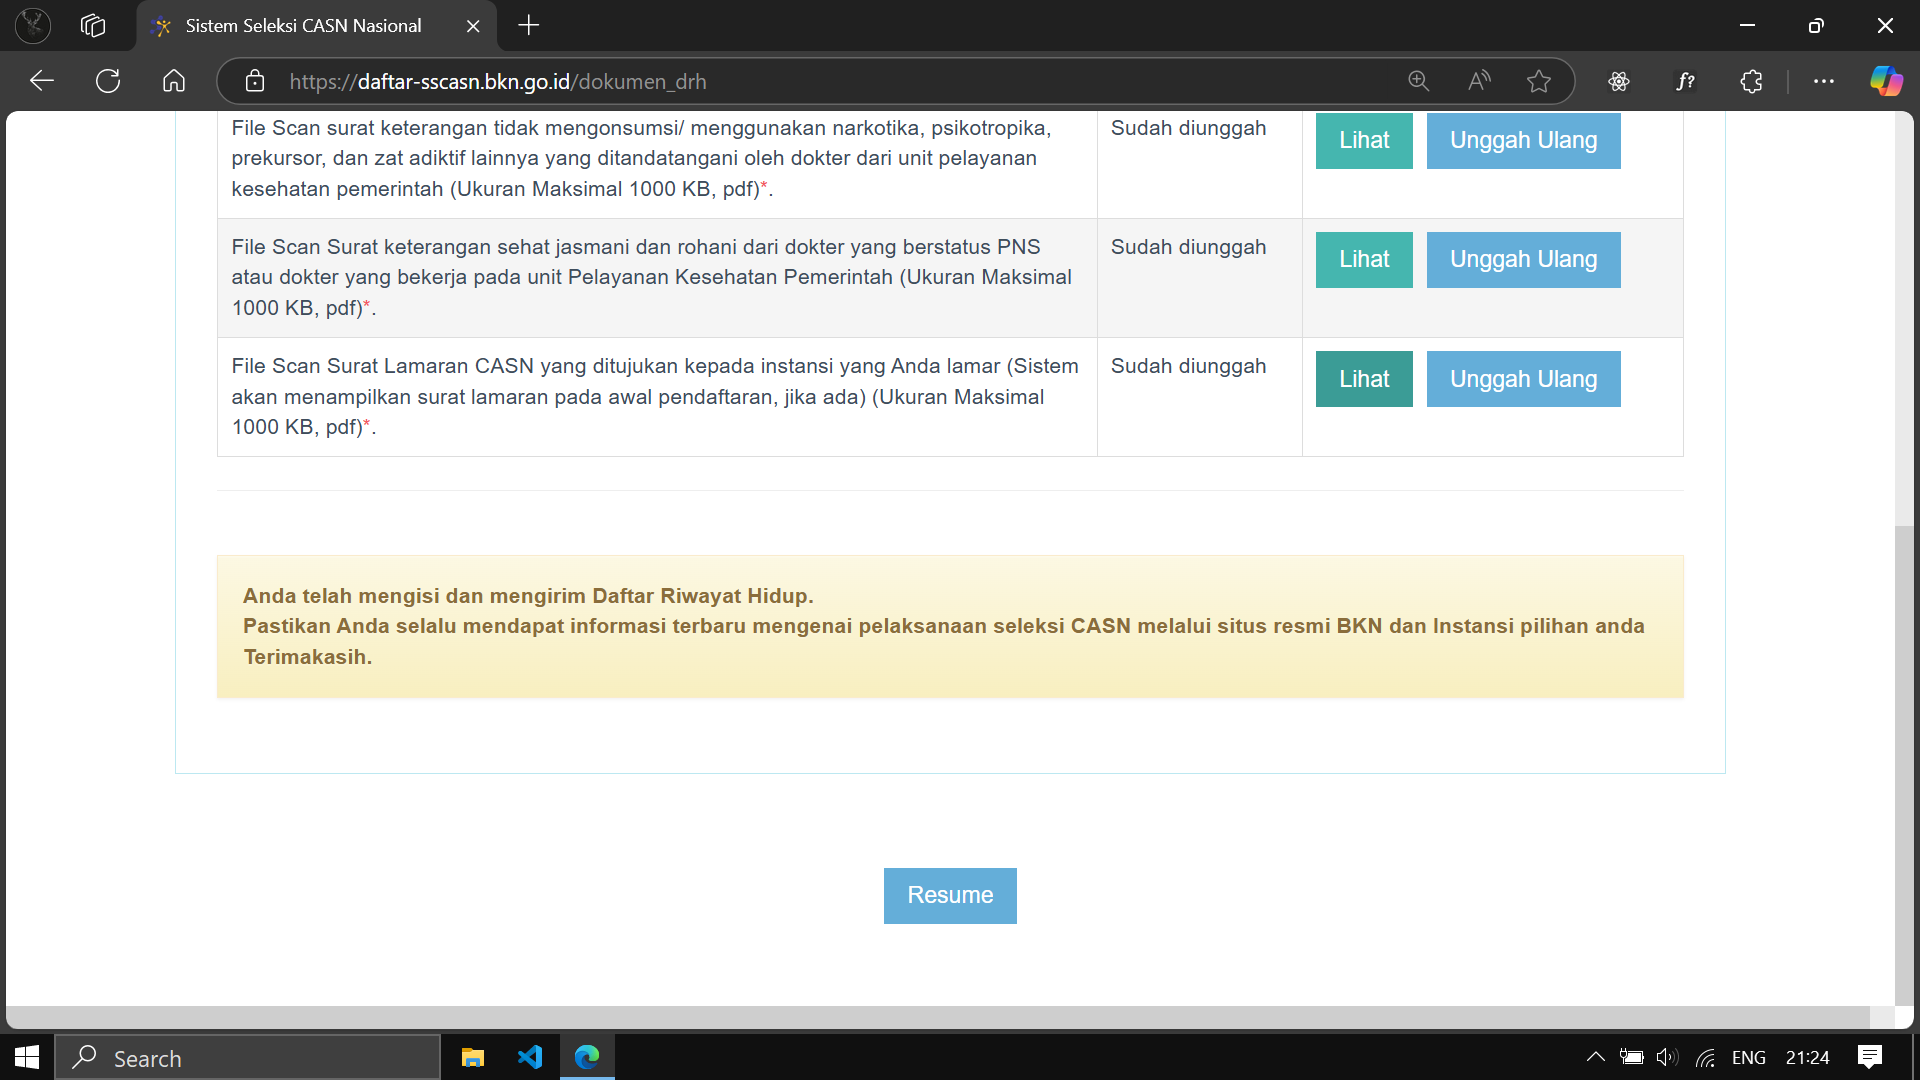 Sistem Seleksi CASN Nasional
https://daftar-sscasn.bkn.go.id/dokumen_drh
File Scan surat keterangan tidak mengonsumsi/ menggunakan narkotika, psikotropika,
prekursor, dan zat adiktif lainnya yang ditandatangani oleh dokter dari unit pelayanan
kesehatan pemerintah (Ukuran Maksimal 1000 KB, pdf)*.
Sudah diunggah
Lihat
Unggah Ulang
File Scan Surat keterangan sehat jasmani dan rohani dari dokter yang berstatus PNS
atau dokter yang bekerja pada unit Pelayanan Kesehatan Pemerintah (Ukuran Maksimal
1000 KB, pdf)*.
Sudah diunggah
Lihat
Unggah Ulang
File Scan Surat Lamaran CASN yang ditujukan kepada instansi yang Anda lamar (Sistem
akan menampilkan surat lamaran pada awal pendaftaran, jika ada) (Ukuran Maksimal
1000 KB, pdf)*.
Sudah diunggah
Lihat
Unggah Ulang
Anda telah mengisi dan mengirim Daftar Riwayat Hidup.
Pastikan Anda selalu mendapat informasi terbaru mengenai pelaksanaan seleksi CASN melalui situs resmi BKN dan Instansi pilihan anda
Terimakasih.
Resume
Search
ENG
21:24